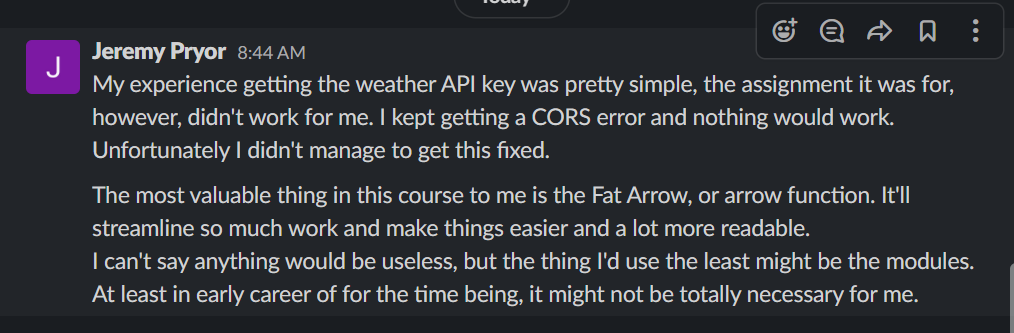 Today
J
Jeremy Pryor 8:44 AM
My experience getting the weather API key was pretty simple, the assignment it was for,
however, didn't work for me. I kept getting a CORS error and nothing would work.
Unfortunately I didn't manage to get this fixed.
The most valuable thing in this course to me is the Fat Arrow, or arrow function. It'll
streamline so much work and make things easier and a lot more readable.
I can't say anything would be useless, but the thing I'd use the least might be the modules.
At least in early career of for the time being, it might not be totally necessary for me.